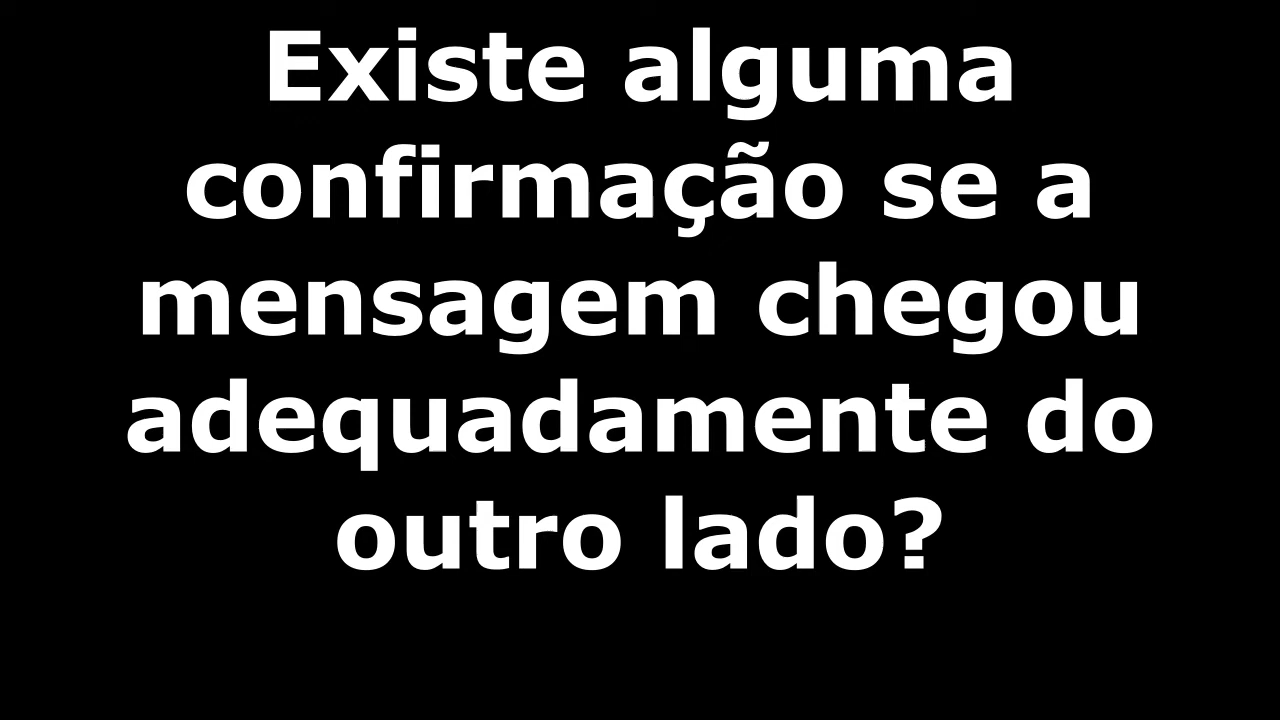 Existe alguma
confirmação se a
mensagem chegou
adequadamente do
outro lado?